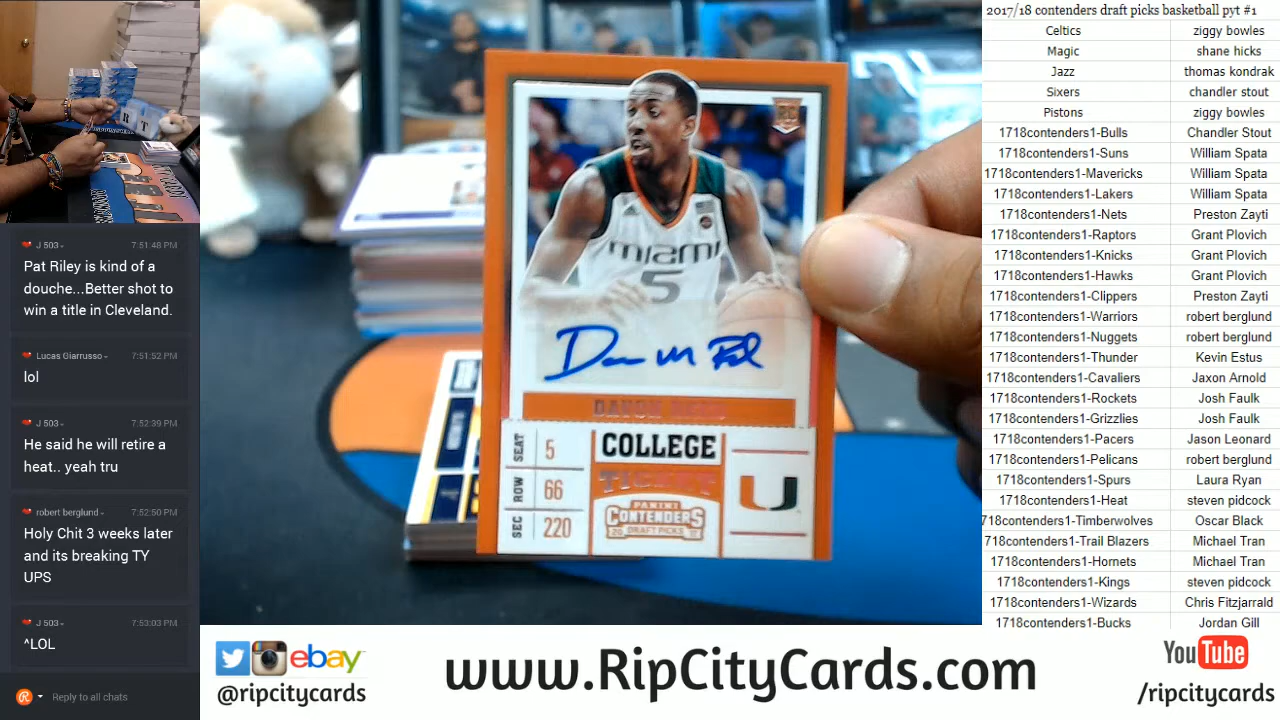 J 503 7:51:48 PM
Pat Riley is kind of a
douche...Better shot to
win a title in Cleveland.
Lucas Giarrusso 7:51:52 PM
lol
J 503 7:52:39 PM
He said he will retire a
heat.. yeah tru
robert berglund 7:52:50 PM
Holy Chit 3 weeks later
and its breaking TY
UPS
J 503 7:53:03 PM
^LOL
Reply to all chats
MIAMI
5
DAVON REED
SEAT 5
ROW 66
SEC 220
COLLEGE
TICKET
PANINI
CONTENDERS
DRAFT PICKS
2017/18 contenders draft picks basketball pyt #1
Celtics ziggy bowles
Magic shane hicks
Jazz thomas kondrak
Sixers chandler stout
Pistons ziggy bowles
1718contenders1-Bulls Chandler Stout
1718contenders1-Suns William Spata
1718contenders1-Mavericks William Spata
1718contenders1-Lakers William Spata
1718contenders1-Nets Preston Zayti
1718contenders1-Raptors Grant Plovich
1718contenders1-Knicks Grant Plovich
1718contenders1-Hawks Grant Plovich
1718contenders1-Clippers Preston Zayti
1718contenders1-Warriors robert berglund
1718contenders1-Nuggets robert berglund
1718contenders1-Thunder Kevin Estus
1718contenders1-Cavaliers Jaxon Arnold
1718contenders1-Rockets Josh Faulk
1718contenders1-Grizzlies Josh Faulk
1718contenders1-Pacers Jason Leonard
1718contenders1-Pelicans robert berglund
1718contenders1-Spurs Laura Ryan
1718contenders1-Heat steven pidcock
718contenders1-Timberwolves Oscar Black
718contenders1-Trail Blazers Michael Tran
1718contenders1-Hornets Michael Tran
1718contenders1-Kings steven pidcock
1718contenders1-Wizards Chris Fitzjarrald
1718contenders1-Bucks Jordan Gill
ebay
@ripcitycards
www.RipCityCards.com
YouTube
/ripcitycards